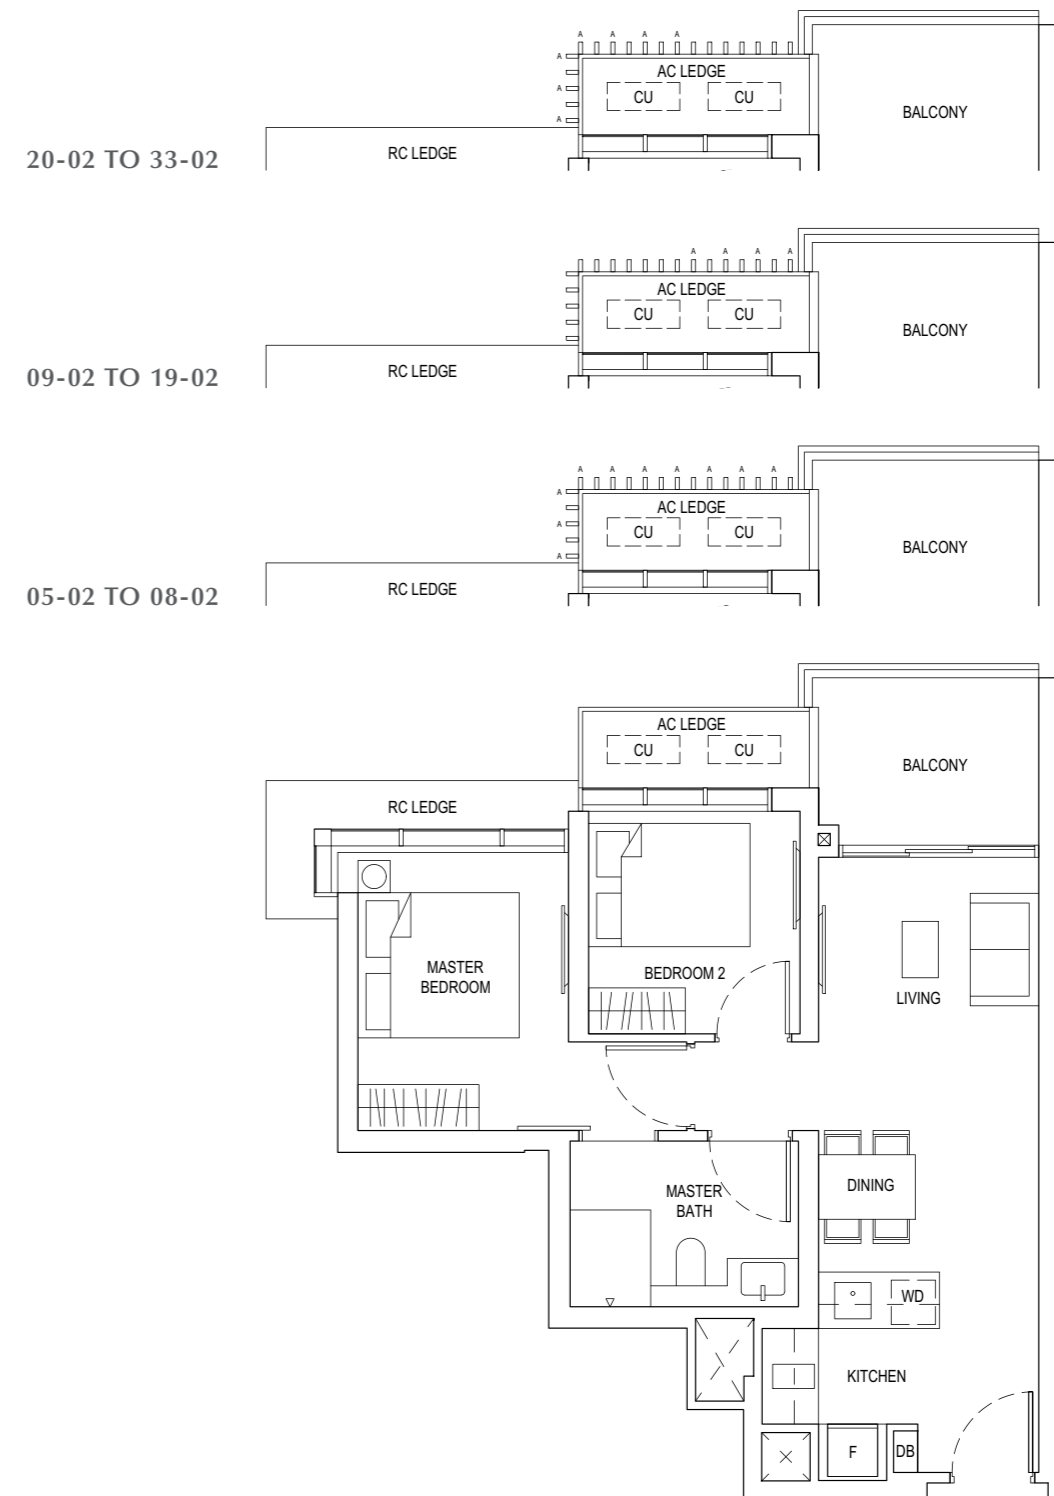 A A A A
A
AC LEDGE
CU CU
A
BALCONY
A
20-02 TO 33-02
RC LEDGE
A A A A
AC LEDGE
CU CU
BALCONY
09-02 TO 19-02
RC LEDGE
A A A A A A A
A
AC LEDGE
A
CU CU
BALCONY
A
05-02 TO 08-02
RC LEDGE
AC LEDGE
CU CU
BALCONY
RC LEDGE
MASTER
BEDROOM
BEDROOM 2
LIVING
MASTER
BATH
DINING
WD
KITCHEN
F
DB